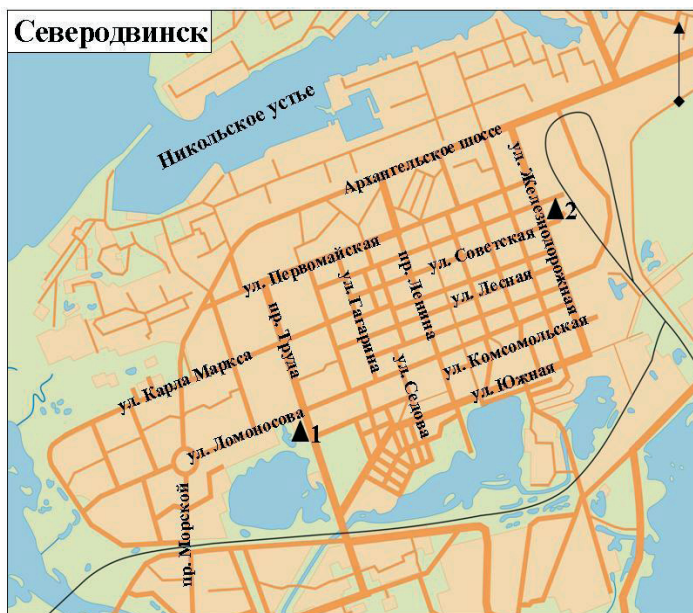 Северодвинск
Никольское устье
Архангельское шоссе
ул. Железнодорожная
2
ул. Первомайская
ул. Советская
пр. Ленина
ул. Лесная
ул. Гагарина
пр. Труда
ул. Карла Маркса
ул. Комсомольская
ул. Южная
ул. Седова
ул. Ломоносова
1
пр. Морской